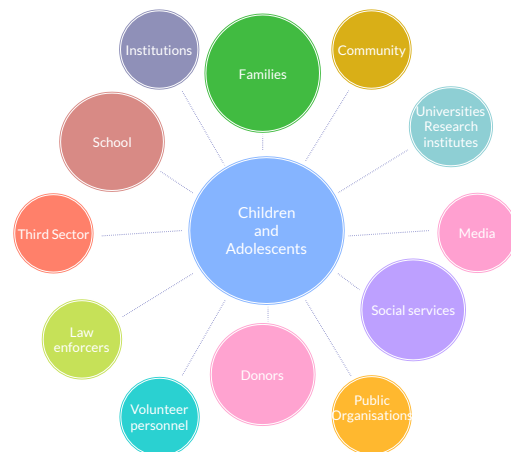 Institutions
Families
Community
Universities
Research
institutes
School
Children
and
Adolescents
Third Sector
Media
Social services
Law
enforcers
Donors
Volunteer
personnel
Public
Organisations